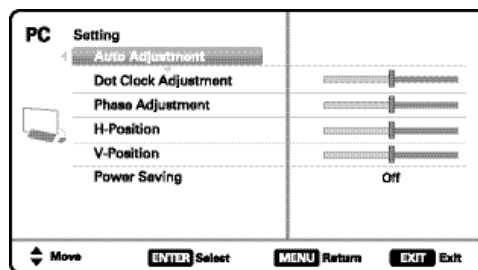 PC Setting
Auto Adjustment
Dot Clock Adjustment
Phase Adjustment
H-Position
V-Position
Power Saving Off
Move ENTER Select MENU Return EXIT Exit